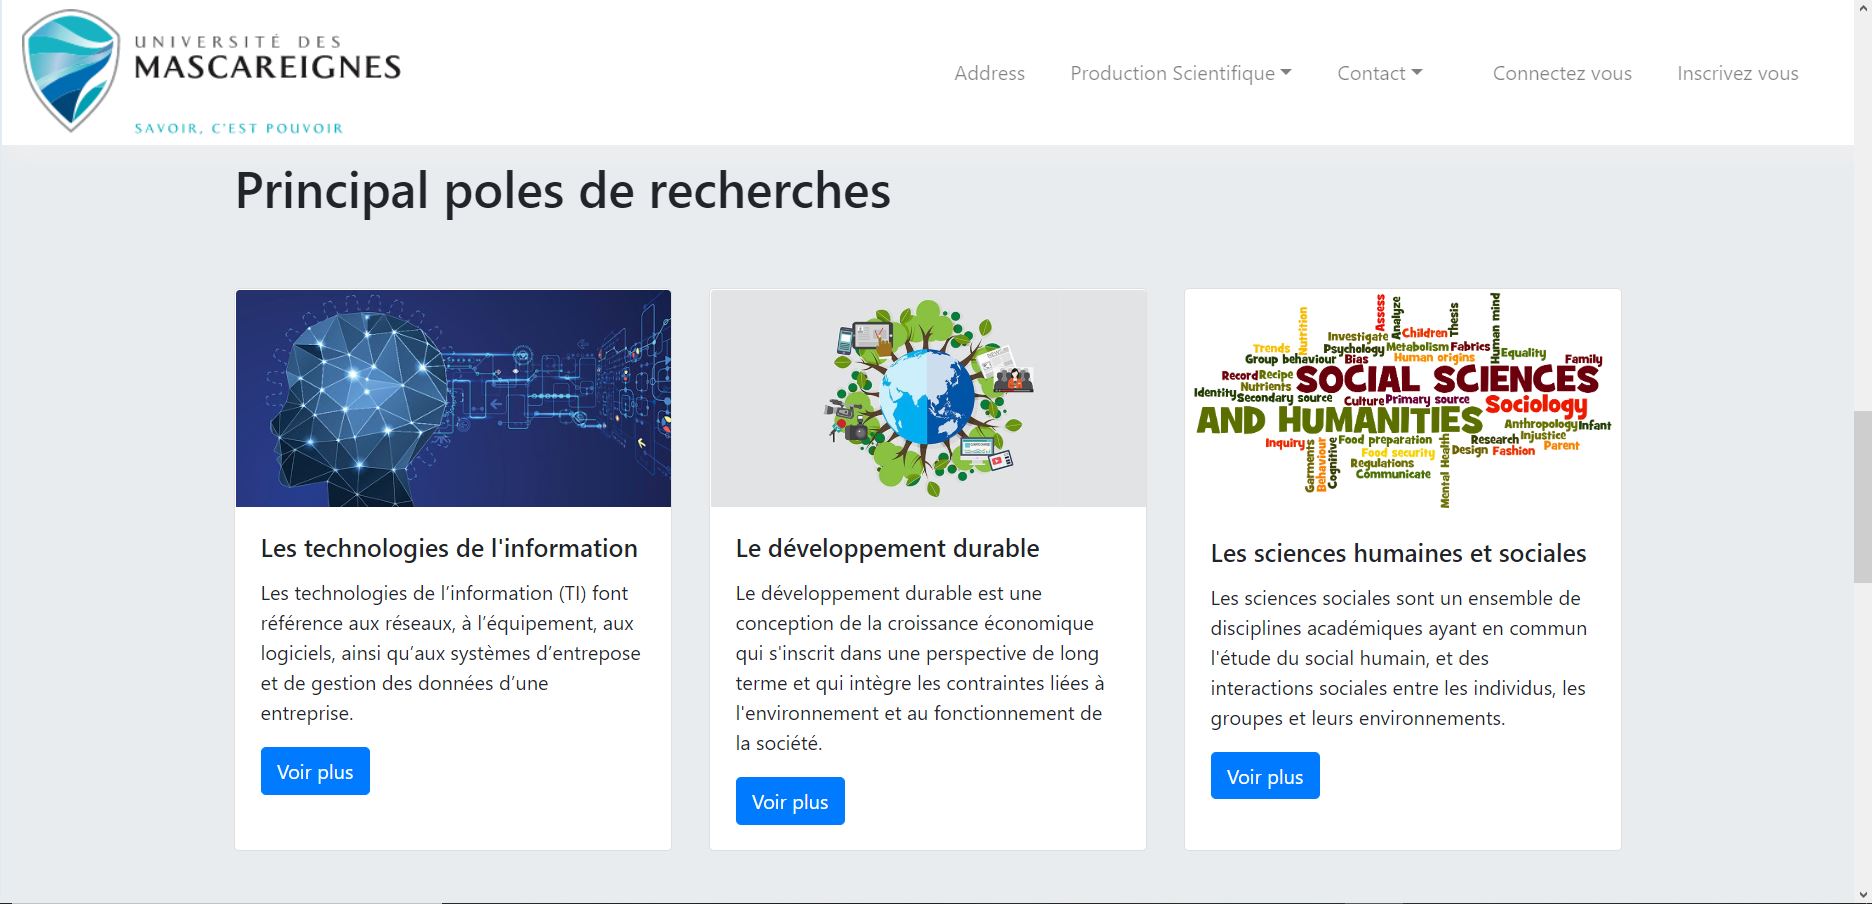 UNIVERSITÉ DES
MASCAREIGNES
SAVOIR, C'EST POUVOIR
Address
Production Scientifique
Contact
Connectez vous
Inscrivez vous
Principal poles de recherches
Les technologies de l'information
Les technologies de l’information (TI) font
référence aux réseaux, à l’équipement, aux
logiciels, ainsi qu’aux systèmes d’entrepose
et de gestion des données d’une
entreprise.
Voir plus
Le développement durable
Le développement durable est une
conception de la croissance économique
qui s'inscrit dans une perspective de long
terme et qui intègre les contraintes liées à
l'environnement et au fonctionnement de
la société.
Voir plus
Assess
Analyze
Thesis
Human mind
Nutrition
Investigate
Children
Trends
Psychology
Metabolism
Fabrics
Equality
Group behaviour
Bias
Human origins
Family
Record
Recipe
SOCIAL SCIENCES
Nutrients
Identity
Secondary source
Culture
Primary source
Sociology
AND HUMANITIES
Anthropology
Infant
Inquiry
Food preparation
Research
Injustice
Garments
Behaviour
Cognitive
Food security
Mental Health
Design
Fashion
Parent
Regulations
Communicate
Les sciences humaines et sociales
Les sciences sociales sont un ensemble de
disciplines académiques ayant en commun
l'étude du social humain, et des
interactions sociales entre les individus, les
groupes et leurs environnements.
Voir plus